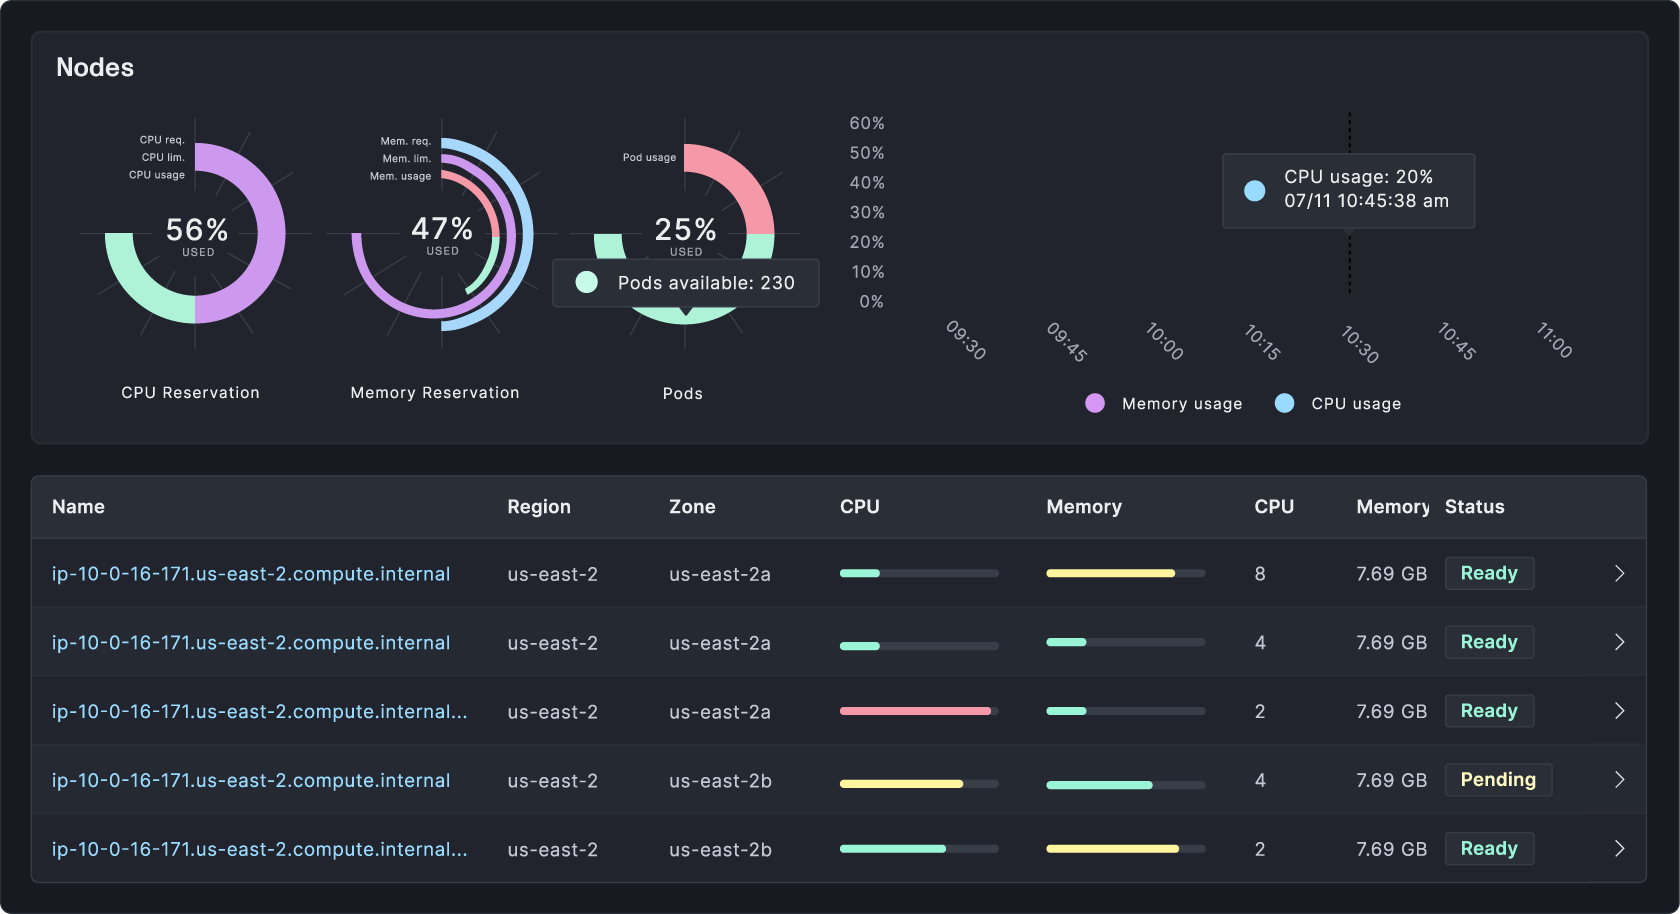 Nodes
CPU req.
CPU lim.
CPU usage
56%
USED
CPU Reservation
Mem. req.
Mem. lim.
Mem. usage
47%
USED
Memory Reservation
Pod usage
25%
USED
Pods available: 230
Pods
60%
50%
40%
30%
20%
10%
0%
CPU usage: 20%
07/11 10:45:38 am
09:30 09:45 10:00 10:15 10:30 10:45 11:00
Memory usage CPU usage
Name Region Zone CPU Memory CPU Memory Status
ip-10-0-16-171.us-east-2.compute.internal us-east-2 us-east-2a 8 7.69 GB Ready
ip-10-0-16-171.us-east-2.compute.internal us-east-2 us-east-2a 4 7.69 GB Ready
ip-10-0-16-171.us-east-2.compute.internal... us-east-2 us-east-2a 2 7.69 GB Ready
ip-10-0-16-171.us-east-2.compute.internal us-east-2 us-east-2b 4 7.69 GB Pending
ip-10-0-16-171.us-east-2.compute.internal... us-east-2 us-east-2b 2 7.69 GB Ready